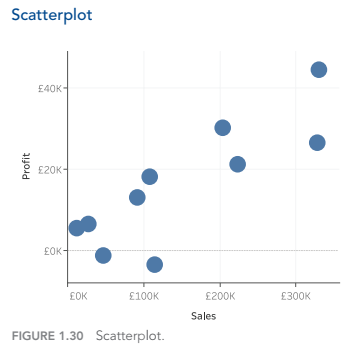 Scatterplot
£40K
£20K
£0K
Profit
£0K £100K £200K £300K
Sales
FIGURE 1.30 Scatterplot.